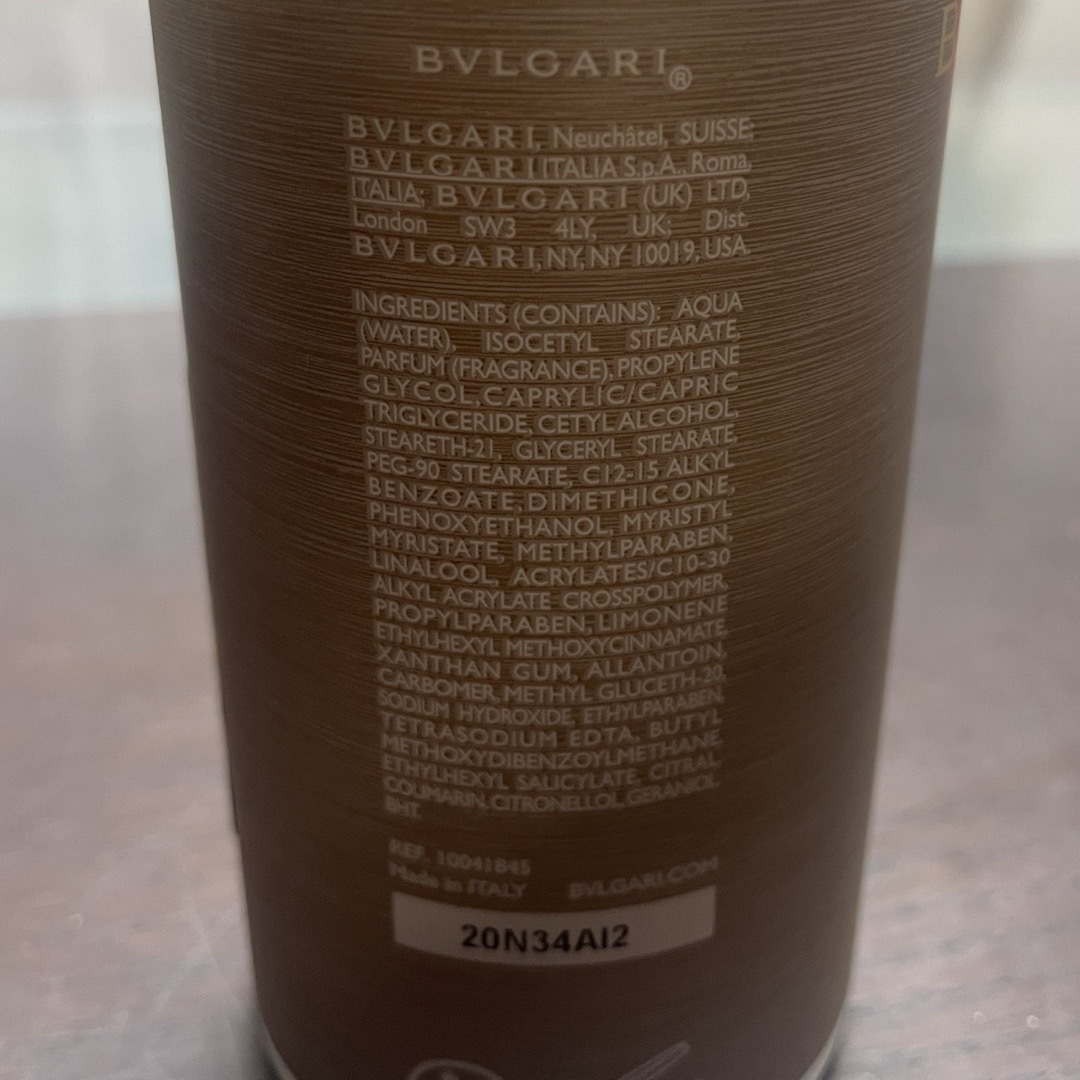 BVLGARI®
B
BVLGARI, Neuchâtel, SUISSE;
BVLGARI ITALIA S.p.A., Roma,
ITALIA; BVLGARI (UK) LTD,
London SW3 4LY, UK; Dist.
BVLGARI, NY, NY 10019, USA.
INGREDIENTS (CONTAINS): AQUA
(WATER), ISOCETYL STEARATE,
PARFUM (FRAGRANCE), PROPYLENE
GLYCOL, CAPRYLIC/CAPRIC
TRIGLYCERIDE, CETYL ALCOHOL,
STEARETH-21, GLYCERYL STEARATE,
PEG-90 STEARATE, C12-15 ALKYL
BENZOATE, DIMETHICONE,
PHENOXYETHANOL, MYRISTYL
MYRISTATE, METHYLPARABEN,
LINALOOL, ACRYLATES/C10-30
ALKYL ACRYLATE CROSSPOLYMER,
PROPYLPARABEN, LIMONENE
ETHYLHEXYL METHOXYCINNAMATE,
XANTHAN GUM, ALLANTOIN,
CARBOMER, METHYL GLUCETH-20,
SODIUM HYDROXIDE, ETHYLPARABEN,
TETRASODIUM EDTA, BUTYL
METHOXYDIBENZOYLMETHANE,
ETHYLHEXYL SALICYLATE, CITRAL,
COUMARIN, CITRONELLOL, GERANIOL,
BHT.
REF. 10041845
Made in ITALY BVLGARI.COM
20N34AI2